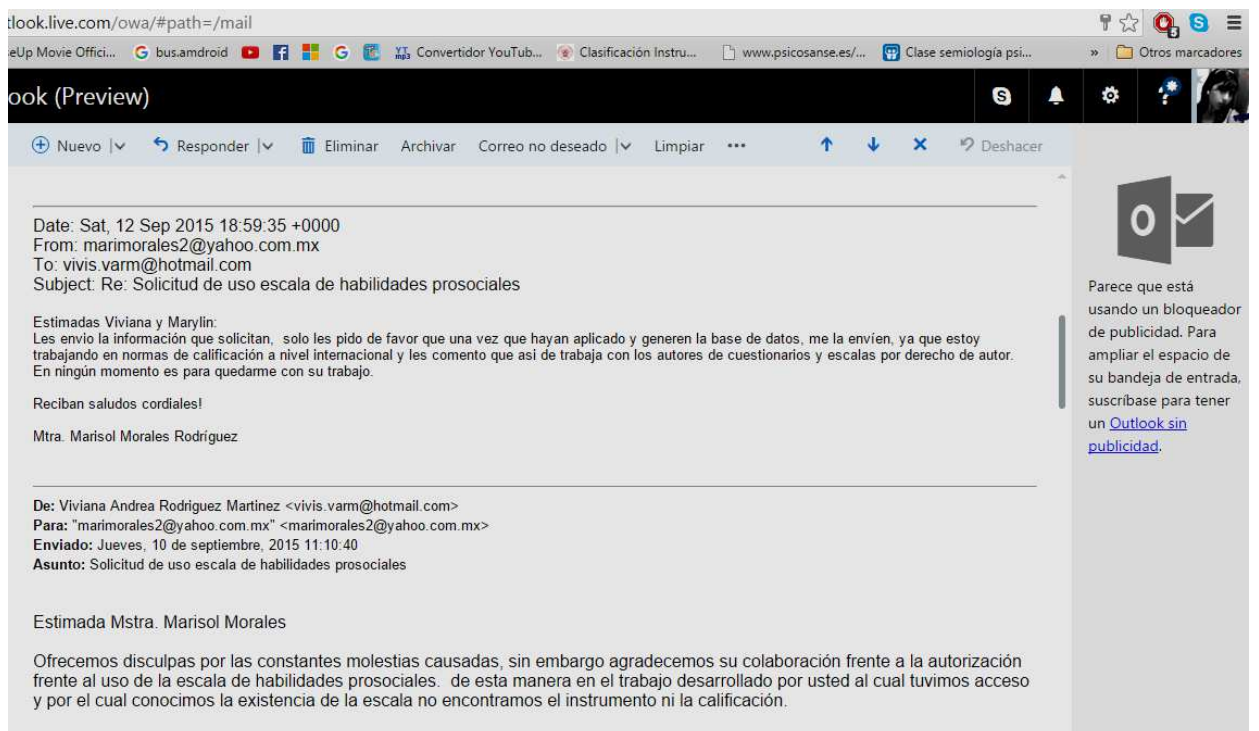 tlook.live.com/owa/#path=/mail
eUp Movie Offici... bus.amdroid Convertidor YouTub... Clasificación Instru... www.psicosanse.es/... Clase semiología psi... » Otros marcadores
ook (Preview)
Nuevo Responder Eliminar Archivar Correo no deseado Limpiar ... Deshacer
Date: Sat, 12 Sep 2015 18:59:35 +0000
From: marimorales2@yahoo.com.mx
To: vivis.varm@hotmail.com
Subject: Re: Solicitud de uso escala de habilidades prosociales
Estimadas Viviana y Marylin:
Les envio la información que solicitan, solo les pido de favor que una vez que hayan aplicado y generen la base de datos, me la envíen, ya que estoy
trabajando en normas de calificación a nivel internacional y les comento que asi de trabaja con los autores de cuestionarios y escalas por derecho de autor.
En ningún momento es para quedarme con su trabajo.
Reciban saludos cordiales!
Mtra. Marisol Morales Rodríguez
De: Viviana Andrea Rodriguez Martinez <vivis.varm@hotmail.com>
Para: "marimorales2@yahoo.com.mx" <marimorales2@yahoo.com.mx>
Enviado: Jueves, 10 de septiembre, 2015 11:10:40
Asunto: Solicitud de uso escala de habilidades prosociales
Estimada Mstra. Marisol Morales
Ofrecemos disculpas por las constantes molestias causadas, sin embargo agradecemos su colaboración frente a la autorización
frente al uso de la escala de habilidades prosociales. de esta manera en el trabajo desarrollado por usted al cual tuvimos acceso
y por el cual conocimos la existencia de la escala no encontramos el instrumento ni la calificación.
Parece que está
usando un bloqueador
de publicidad. Para
ampliar el espacio de
su bandeja de entrada,
suscríbase para tener
un Outlook sin
publicidad.